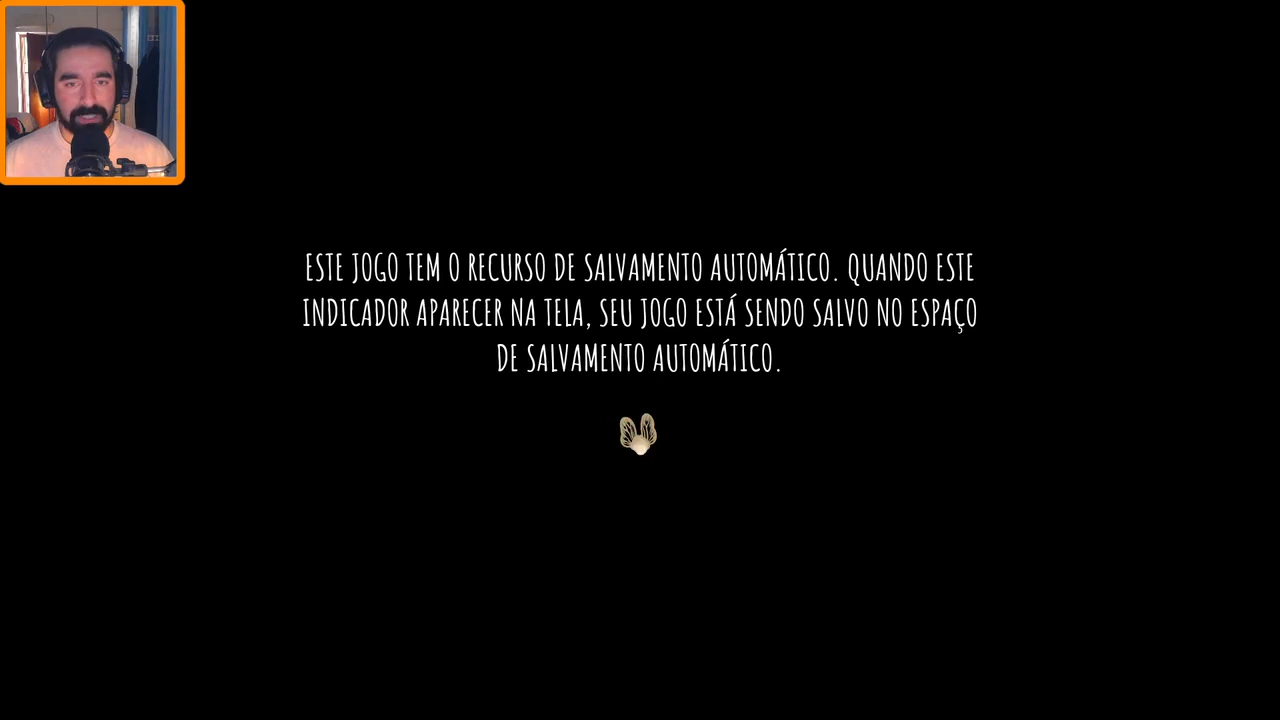 ESTE JOGO TEM O RECURSO DE SALVAMENTO AUTOMÁTICO. QUANDO ESTE
INDICADOR APARECER NA TELA, SEU JOGO ESTÁ SENDO SALVO NO ESPAÇO
DE SALVAMENTO AUTOMÁTICO.